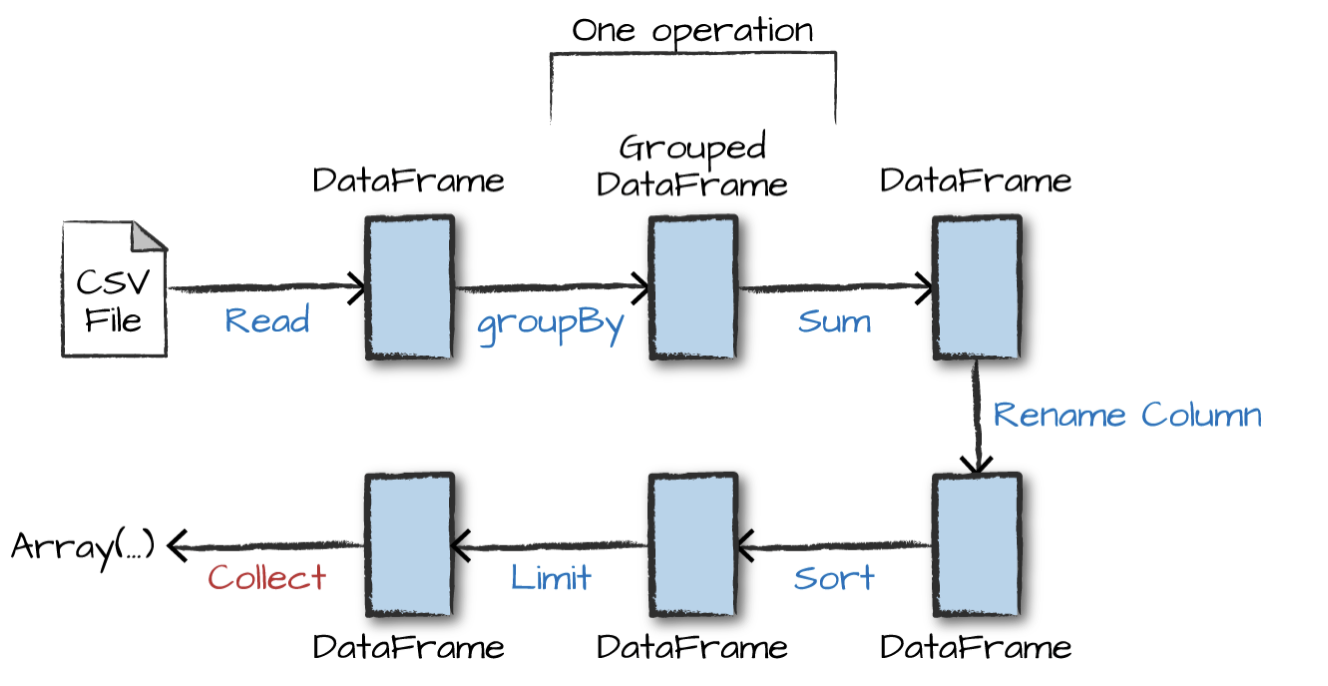 One operation
DataFrame
Grouped
DataFrame
DataFrame
CSV
File
Read
groupBy
Sum
Rename Column
Array(...)
Collect
Limit
Sort
DataFrame
DataFrame
DataFrame